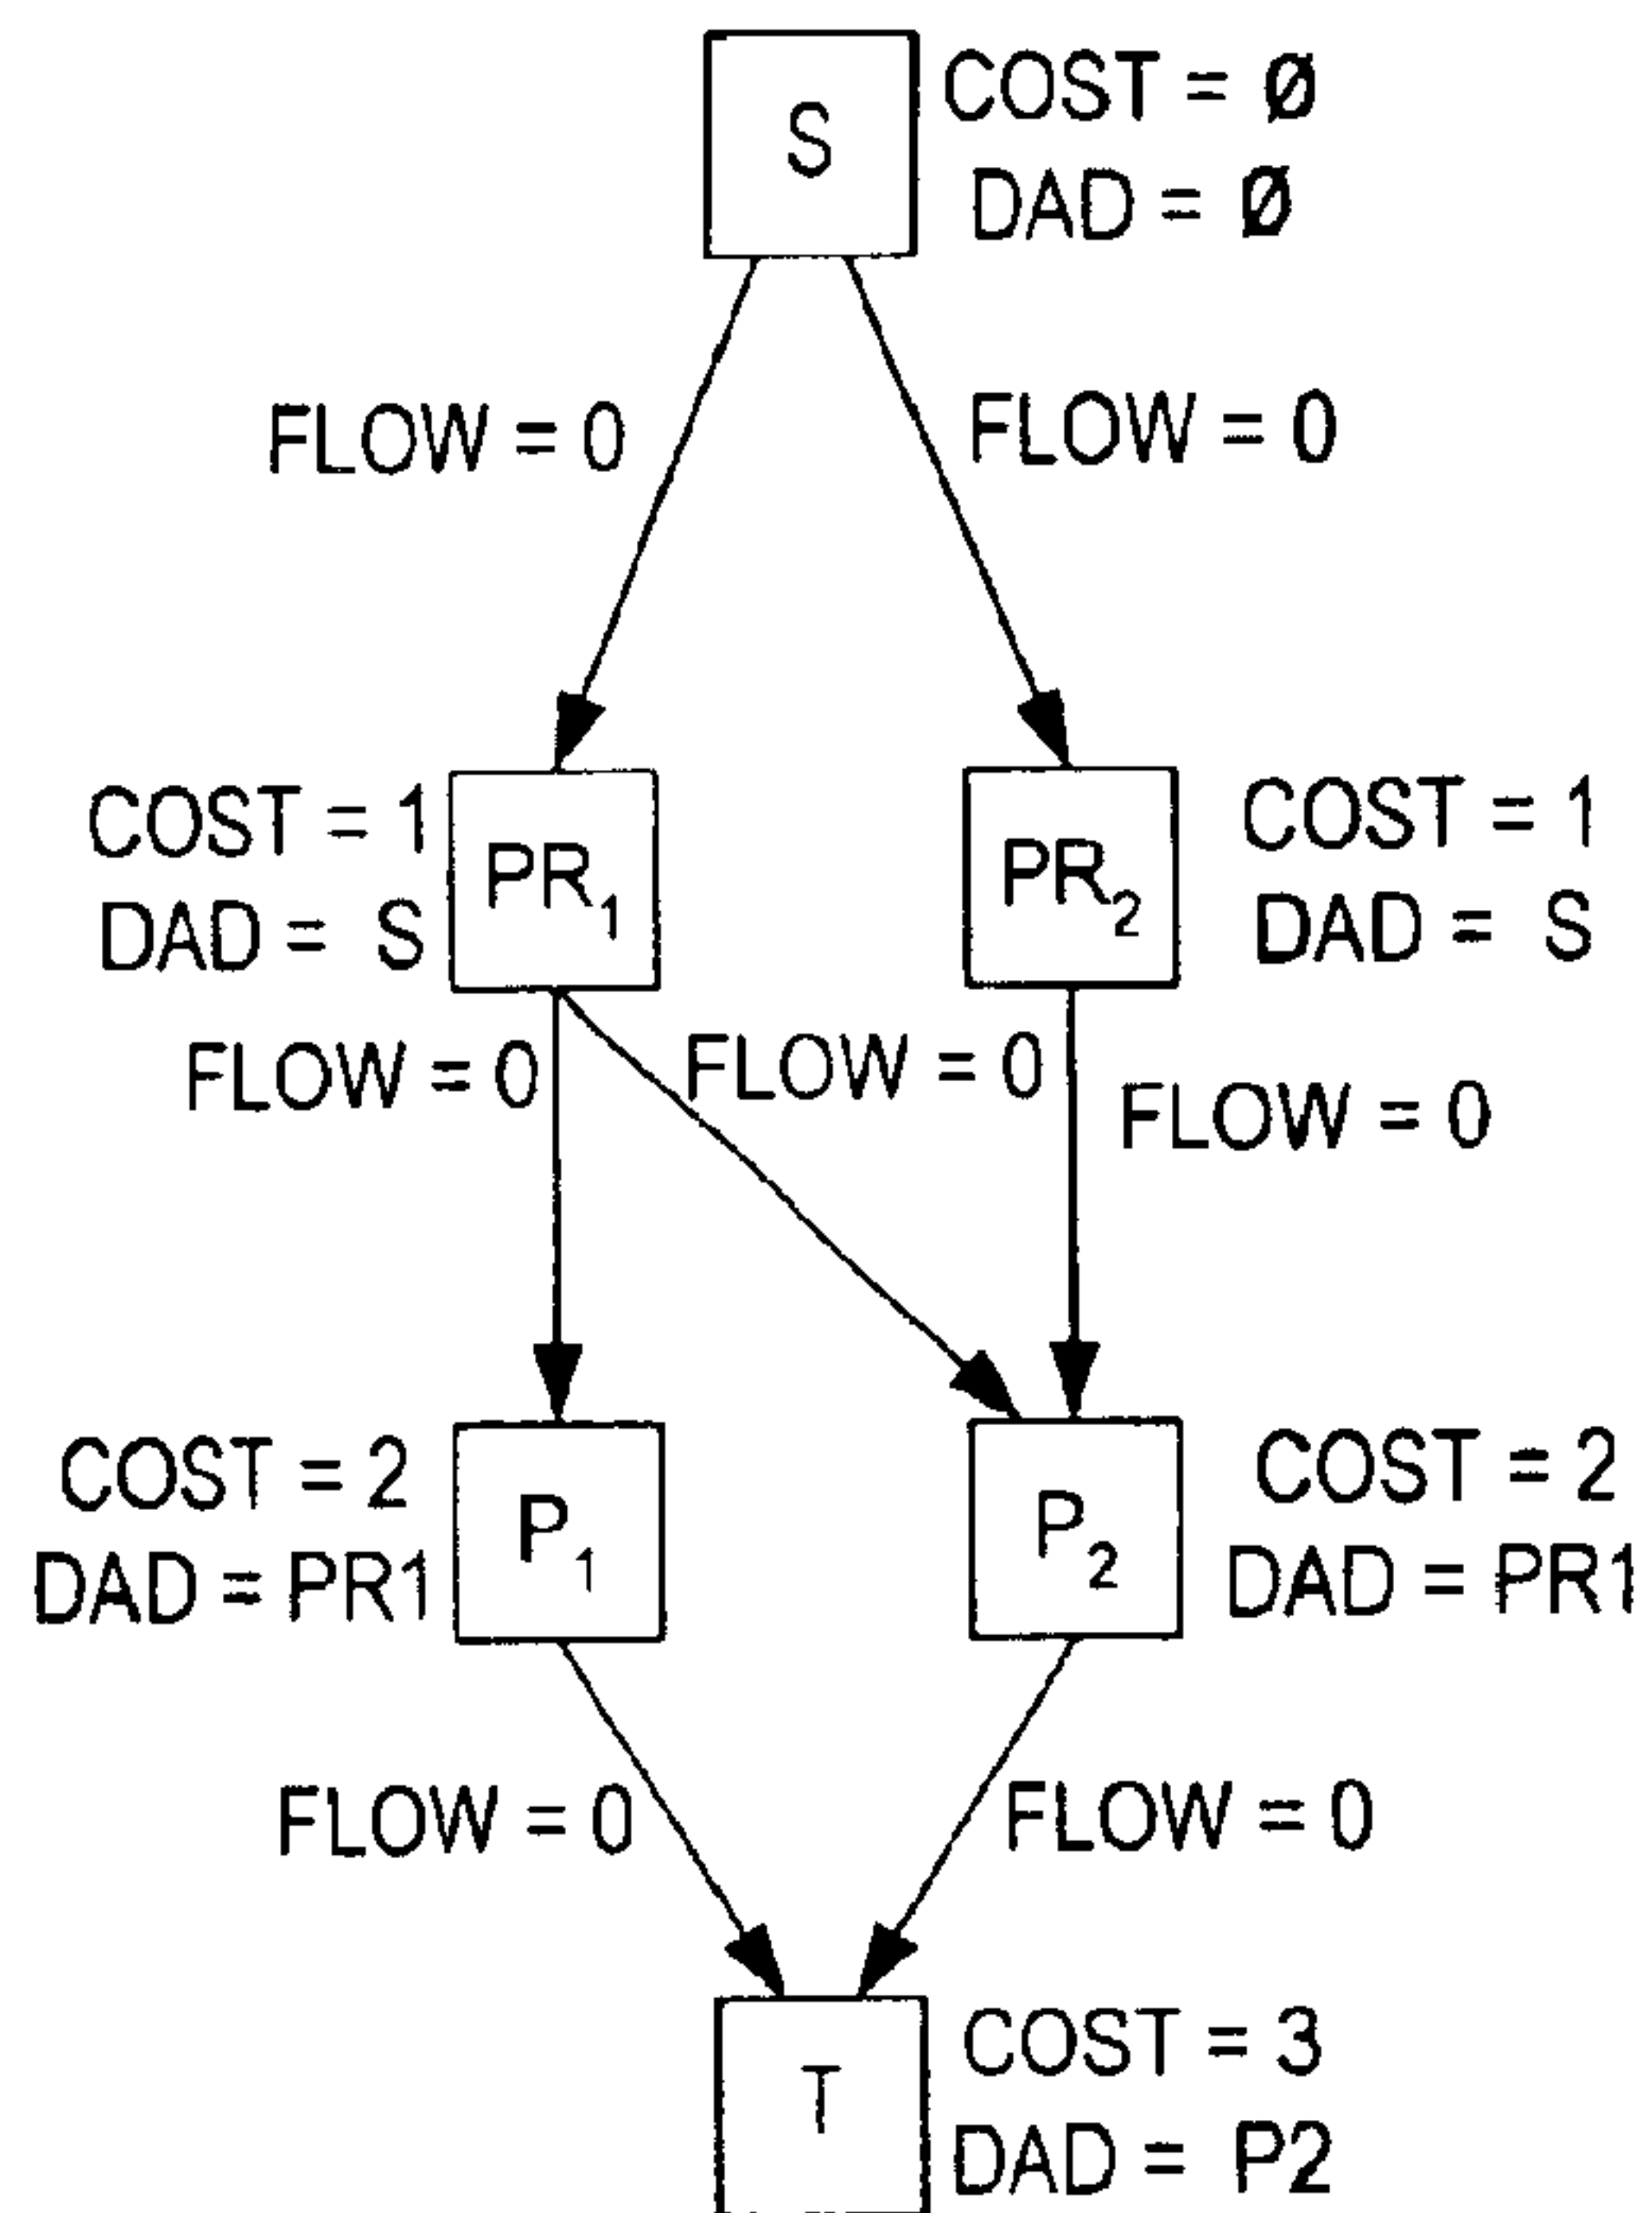 S
COST = Ø
DAD = Ø
FLOW = 0
FLOW = 0
COST = 1
DAD = S
PR1
PR2
COST = 1
DAD = S
FLOW = 0
FLOW = 0
FLOW = 0
COST = 2
DAD = PR1
P1
P2
COST = 2
DAD = PR1
FLOW = 0
FLOW = 0
T
COST = 3
DAD = P2